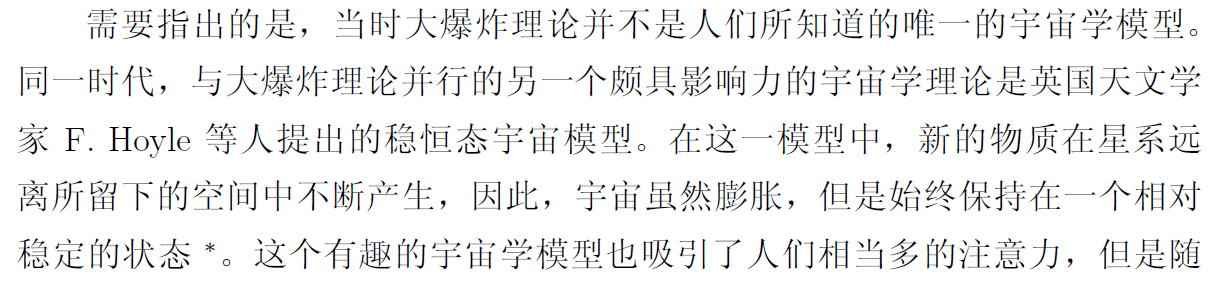 需要指出的是，当时大爆炸理论并不是人们所知道的唯一的宇宙学模型。
同一时代，与大爆炸理论并行的另一个颇具影响力的宇宙学理论是英国天文学
家 F. Hoyle 等人提出的稳恒态宇宙模型。在这一模型中，新的物质在星系远
离所留下的空间中不断产生，因此，宇宙虽然膨胀，但是始终保持在一个相对
稳定的状态 *。这个有趣的宇宙学模型也吸引了人们相当多的注意力，但是随